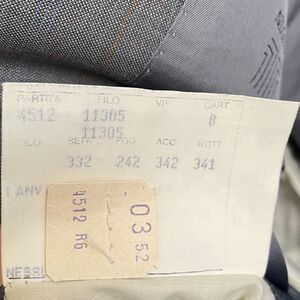 PARTITA FILO VP CART
4512 11305 B
11305
FILO SETA FOD ACC BOTT
332 242 342 341
LANV
03 52
4512 R6